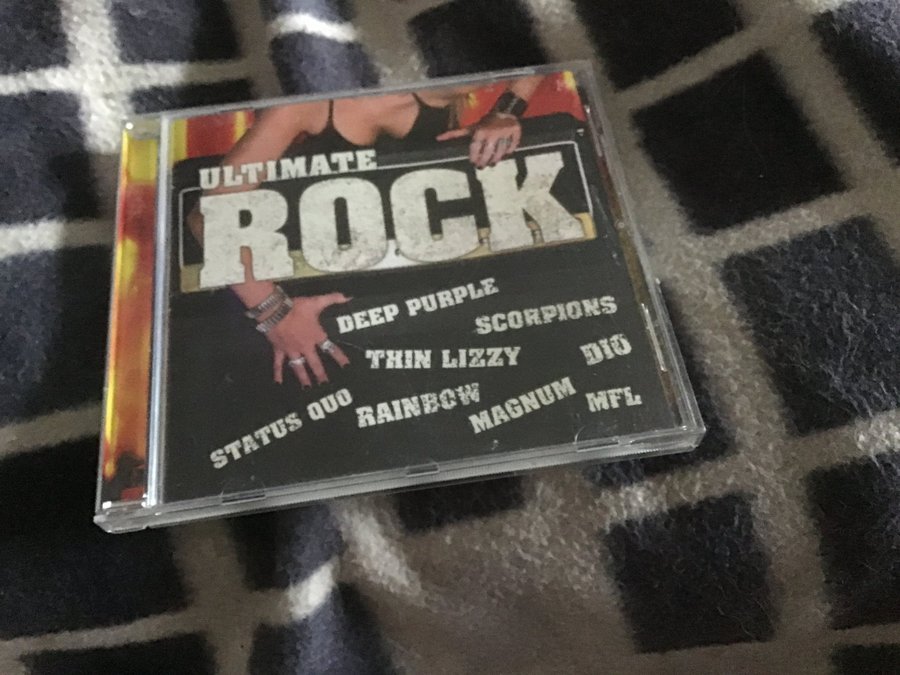 ULTIMATE
ROCK
DEEP PURPLE
SCORPIONS
THIN LIZZY
DIO
STATUS QUO
RAINBOW
MAGNUM
MFL